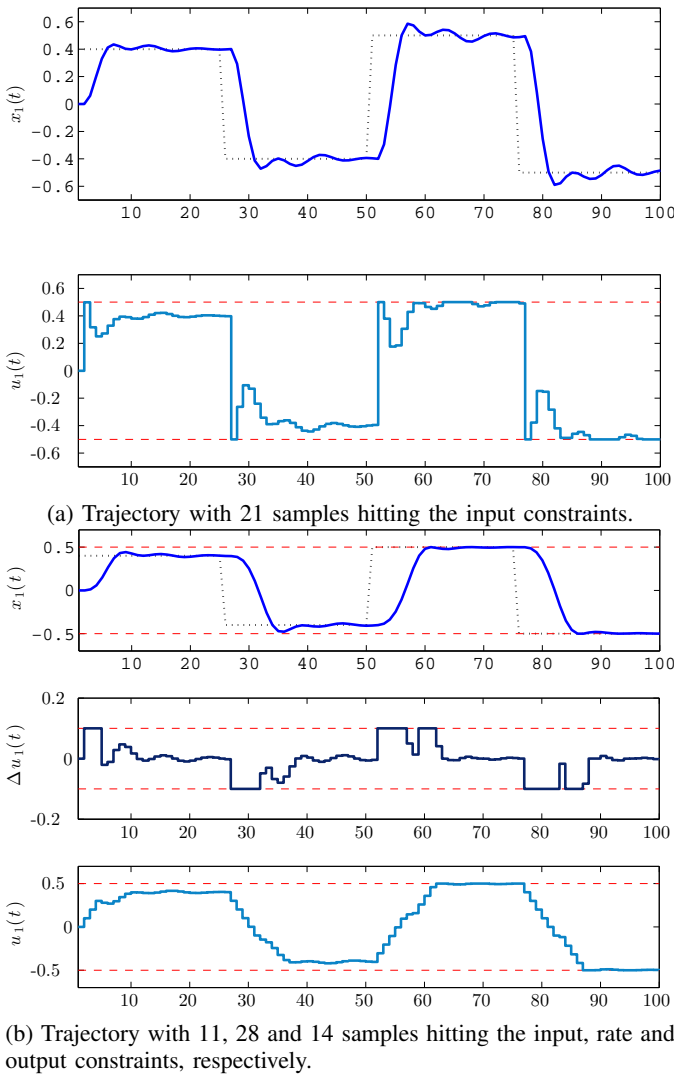 0.6
0.4
0.2
0
−0.2
−0.4
−0.6
x₁(t)
10 20 30 40 50 60 70 80 90 100
0.6
0.4
0.2
0
-0.2
-0.4
-0.6
u₁(t)
10 20 30 40 50 60 70 80 90 100
(a) Trajectory with 21 samples hitting the input constraints.
0.5
0
−0.5
x₁(t)
10 20 30 40 50 60 70 80 90 100
0.2
0
-0.2
Δu₁(t)
10 20 30 40 50 60 70 80 90 100
0.5
0
-0.5
u₁(t)
10 20 30 40 50 60 70 80 90 100
(b) Trajectory with 11, 28 and 14 samples hitting the input, rate and
output constraints, respectively.